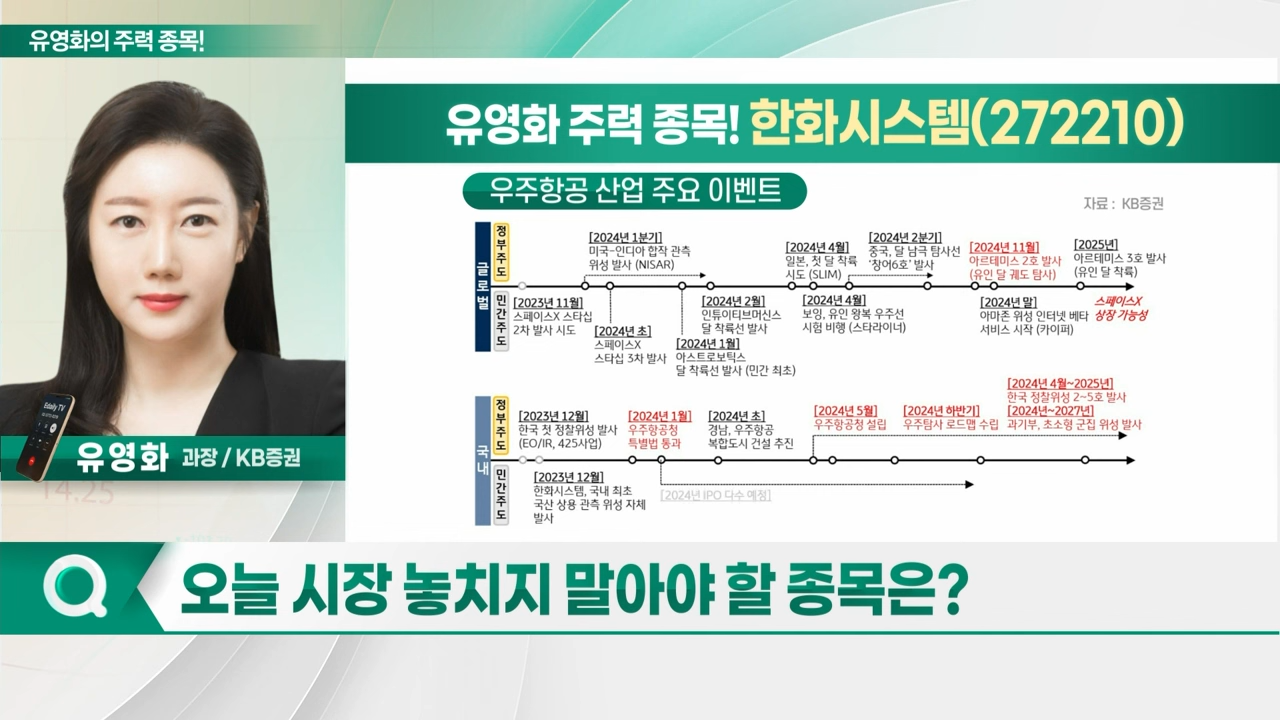 유영화의 주력 종목!
유영화 주력 종목! 한화시스템(272210)
우주항공 산업 주요 이벤트
자료 : KB증권
글로벌
정부주도
[2024년 1분기]
미국-인디아 합작 관측
위성 발사 (NISAR)
[2024년 4월]
일본, 첫 달 착륙
시도 (SLIM)
[2024년 2분기]
중국, 달 남극 탐사선
'창어6호' 발사
[2024년 11월]
아르테미스 2호 발사
(유인 달 궤도 탐사)
[2025년]
아르테미스 3호 발사
(유인 달 착륙)
민간주도
[2023년 11월]
스페이스X 스타십
2차 발사 시도
[2024년 초]
스페이스X
스타십 3차 발사
[2024년 2월]
인튜이티브머신스
달 착륙선 발사
[2024년 1월]
아스트로보틱스
달 착륙선 발사 (민간 최초)
[2024년 4월]
보잉, 유인 왕복 우주선
시험 비행 (스타라이너)
[2024년 말]
아마존 위성 인터넷 베타
서비스 시작 (카이퍼)
스페이스X
상장 가능성
국내
정부주도
[2023년 12월]
한국 첫 정찰위성 발사
(EO/IR, 425사업)
[2024년 1월]
우주항공청
특별법 통과
[2024년 초]
경남, 우주항공
복합도시 건설 추진
[2024년 5월]
우주항공청 설립
[2024년 하반기]
우주탐사 로드맵 수립
[2024년 4월~2025년]
한국 정찰위성 2~5호 발사
[2024년~2027년]
과기부, 초소형 군집 위성 발사
민간주도
[2023년 12월]
한화시스템, 국내 최초
국산 상용 관측 위성 자체
발사
[2024년 IPO 다수 예정]
Edaily TV
유영화 과장 / KB증권
14.25
오늘 시장 놓치지 말아야 할 종목은?